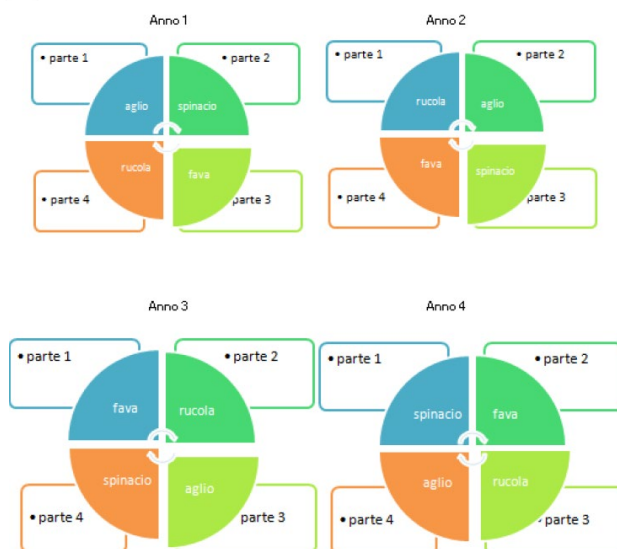 Anno 1
• parte 1
• parte 2
aglio
spinacio
rucola
fava
• parte 4
parte 3
Anno 2
• parte 1
• parte 2
rucola
aglio
fava
spinacio
• parte 4
parte 3
Anno 3
• parte 1
• parte 2
fava
rucola
spinacio
aglio
• parte 4
parte 3
Anno 4
• parte 1
• parte 2
spinacio
fava
aglio
rucola
• parte 4
• parte 3